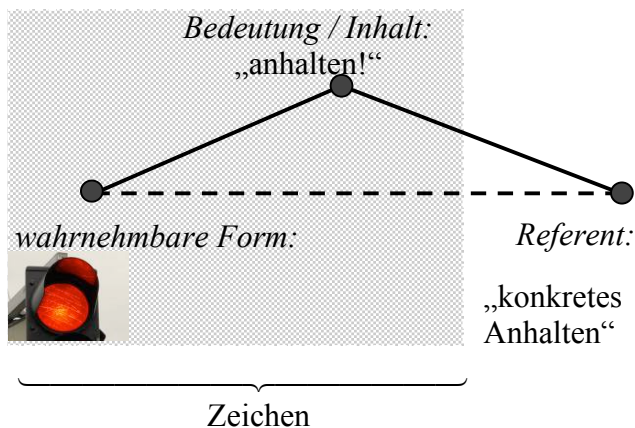 Bedeutung / Inhalt:
„anhalten!“
wahrnehmbare Form:
Referent:
„konkretes
Anhalten“
Zeichen